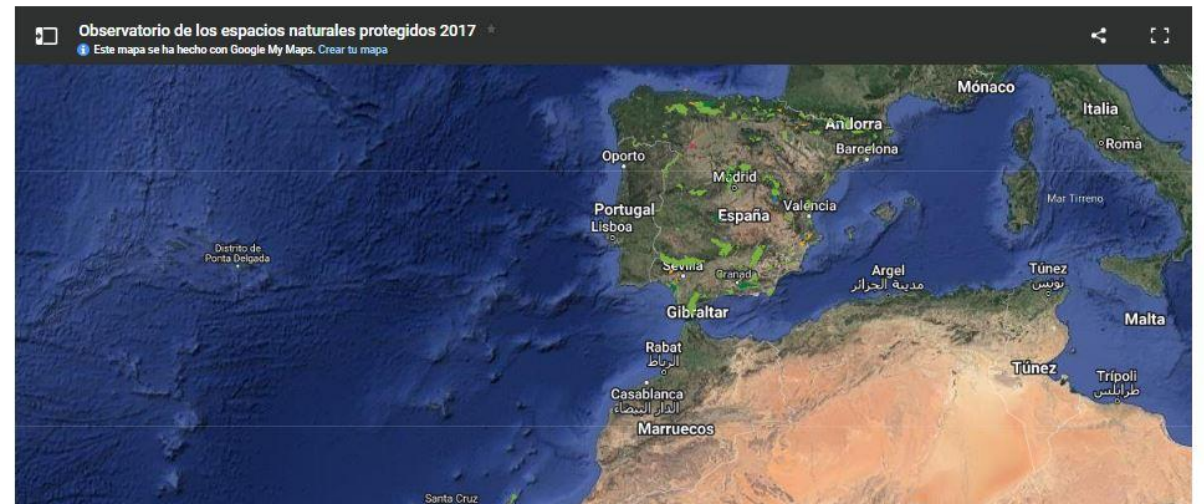 Observatorio de los espacios naturales protegidos 2017
Este mapa se ha hecho con Google My Maps. Crear tu mapa
Mónaco
Italia
Andorra
Roma
Barcelona
Oporto
Madrid
Mar Tirreno
Portugal
España
Valencia
Lisboa
Distrito de
Ponta Delgada
Sevilla
Granada
Argel
مدينة الجزائر
Túnez
تونس
Gibraltar
Malta
Rabat
الرباط
Túnez
Trípoli
طرابلس
Casablanca
الدار البيضاء
Marruecos
Santa Cruz